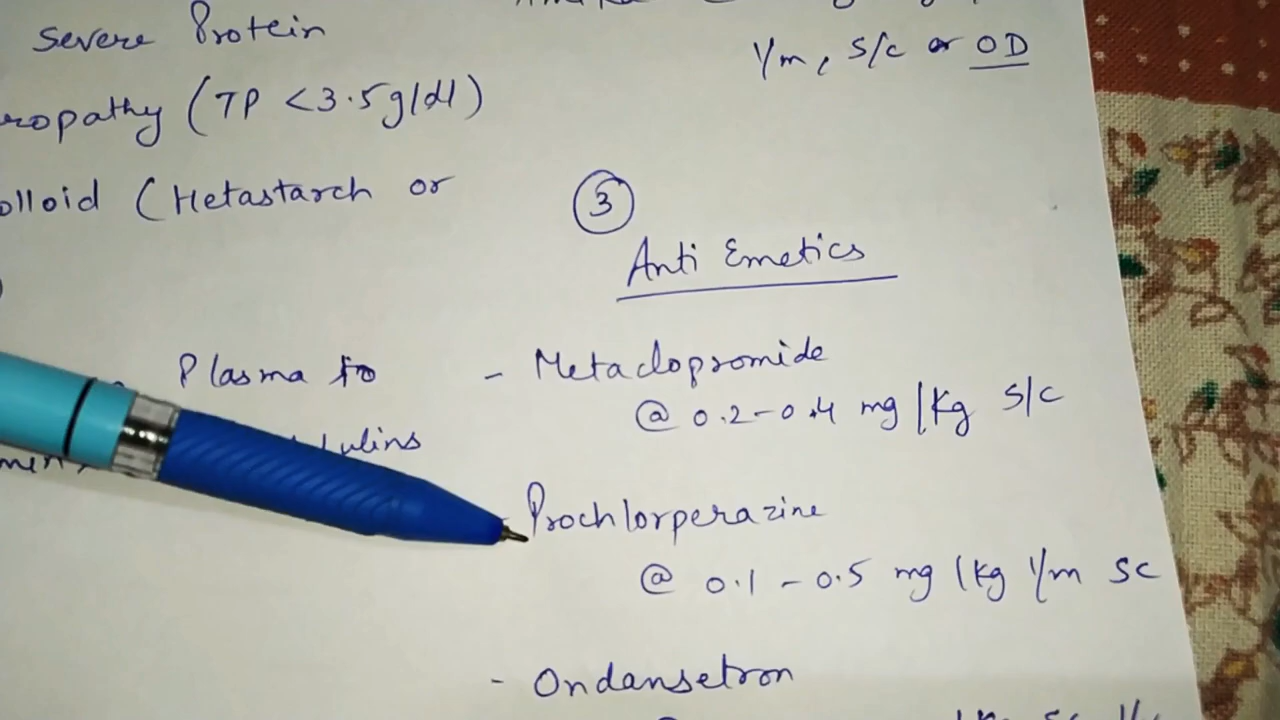 Severe Protein
ropathy (TP <3.5g/dl)
olloid (Hetastarch or
)
Plasma to
ulins
I/m, S/c or OD
3
Anti Emetics
- Metaclopromide
@ 0.2-0.4 mg/Kg S/C
- Prochlorperazine
@ 0.1 - 0.5 mg/kg I/m SC
- Ondansetron